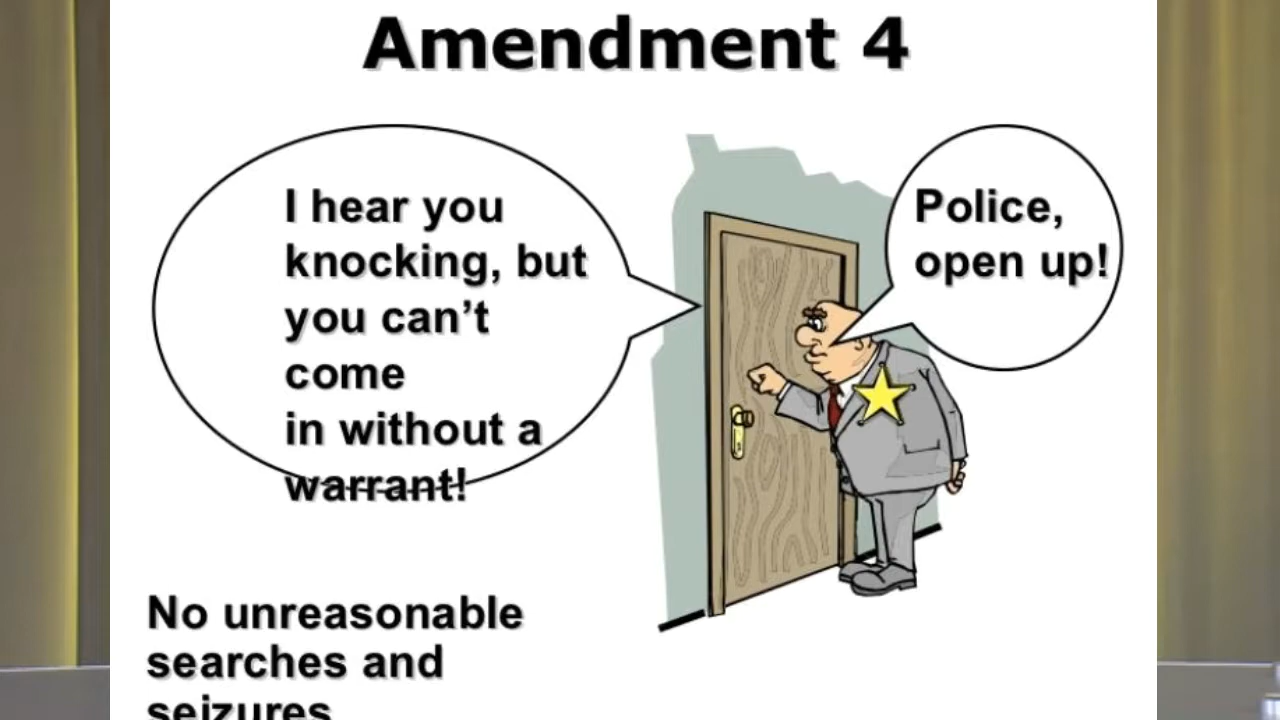 Amendment 4
I hear you
knocking, but
you can’t
come
in without a
warrant!
Police,
open up!
No unreasonable
searches and
seizures